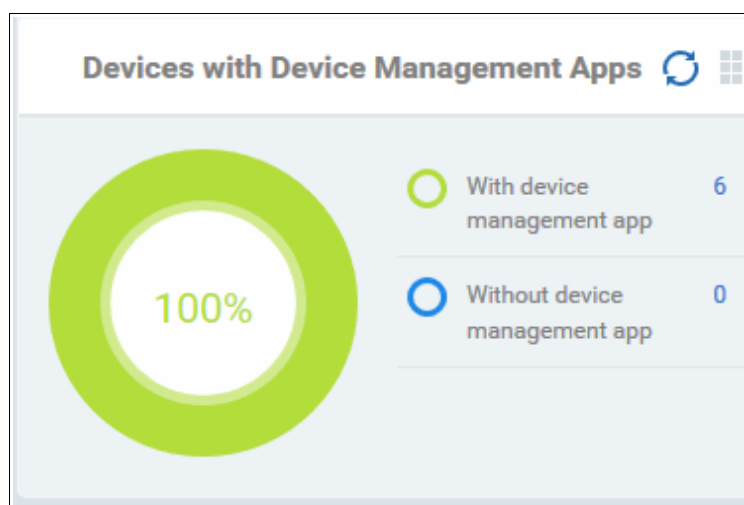 Devices with Device Management Apps
100%
With device
management app
6
Without device
management app
0